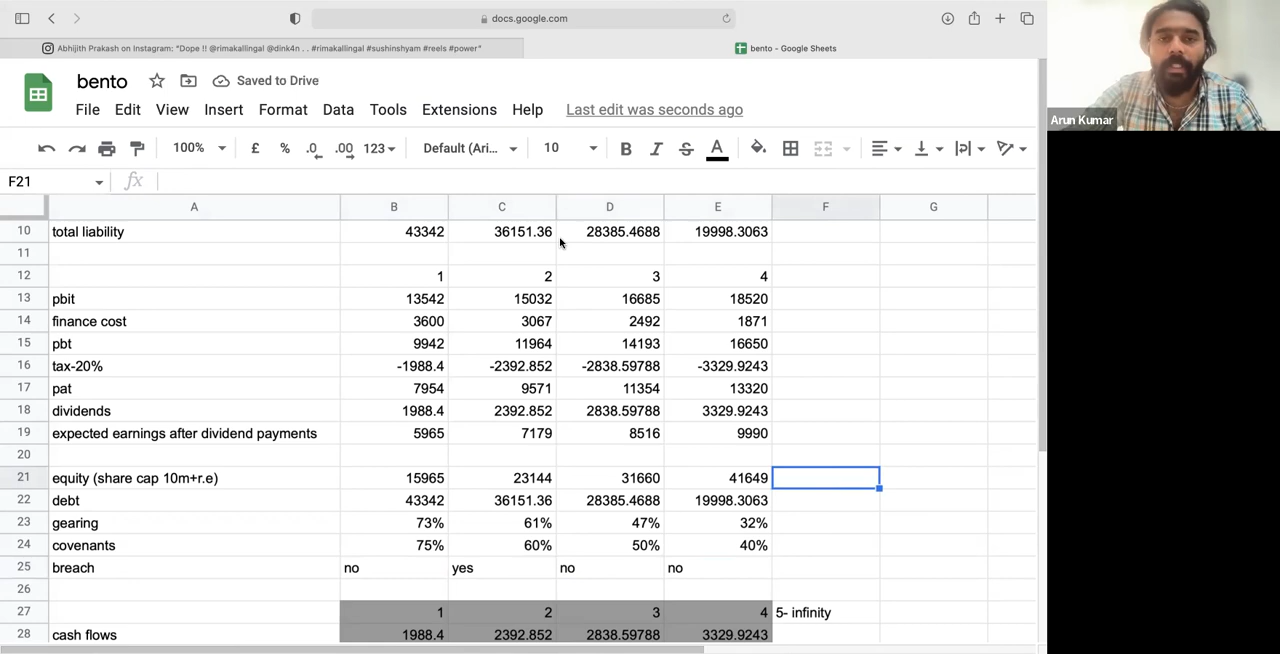 docs.google.com
Abhijith Prakash on Instagram: "Dope !! @rimakallingal @dink4n . . #rimakallingal #sushinshyam #reels #power"
bento - Google Sheets
bento Saved to Drive
File Edit View Insert Format Data Tools Extensions Help Last edit was seconds ago
100% £ % .0 .00 123 Default (Ari... 10 B I S A
F21 fx
A B C D E F G
10 total liability 43342 36151.36 28385.4688 19998.3063
11
12 1 2 3 4
13 pbit 13542 15032 16685 18520
14 finance cost 3600 3067 2492 1871
15 pbt 9942 11964 14193 16650
16 tax-20% -1988.4 -2392.852 -2838.59788 -3329.9243
17 pat 7954 9571 11354 13320
18 dividends 1988.4 2392.852 2838.59788 3329.9243
19 expected earnings after dividend payments 5965 7179 8516 9990
20
21 equity (share cap 10m+r.e) 15965 23144 31660 41649
22 debt 43342 36151.36 28385.4688 19998.3063
23 gearing 73% 61% 47% 32%
24 covenants 75% 60% 50% 40%
25 breach no yes no no
26
27 1 2 3 4 5- infinity
28 cash flows 1988.4 2392.852 2838.59788 3329.9243
Arun Kumar